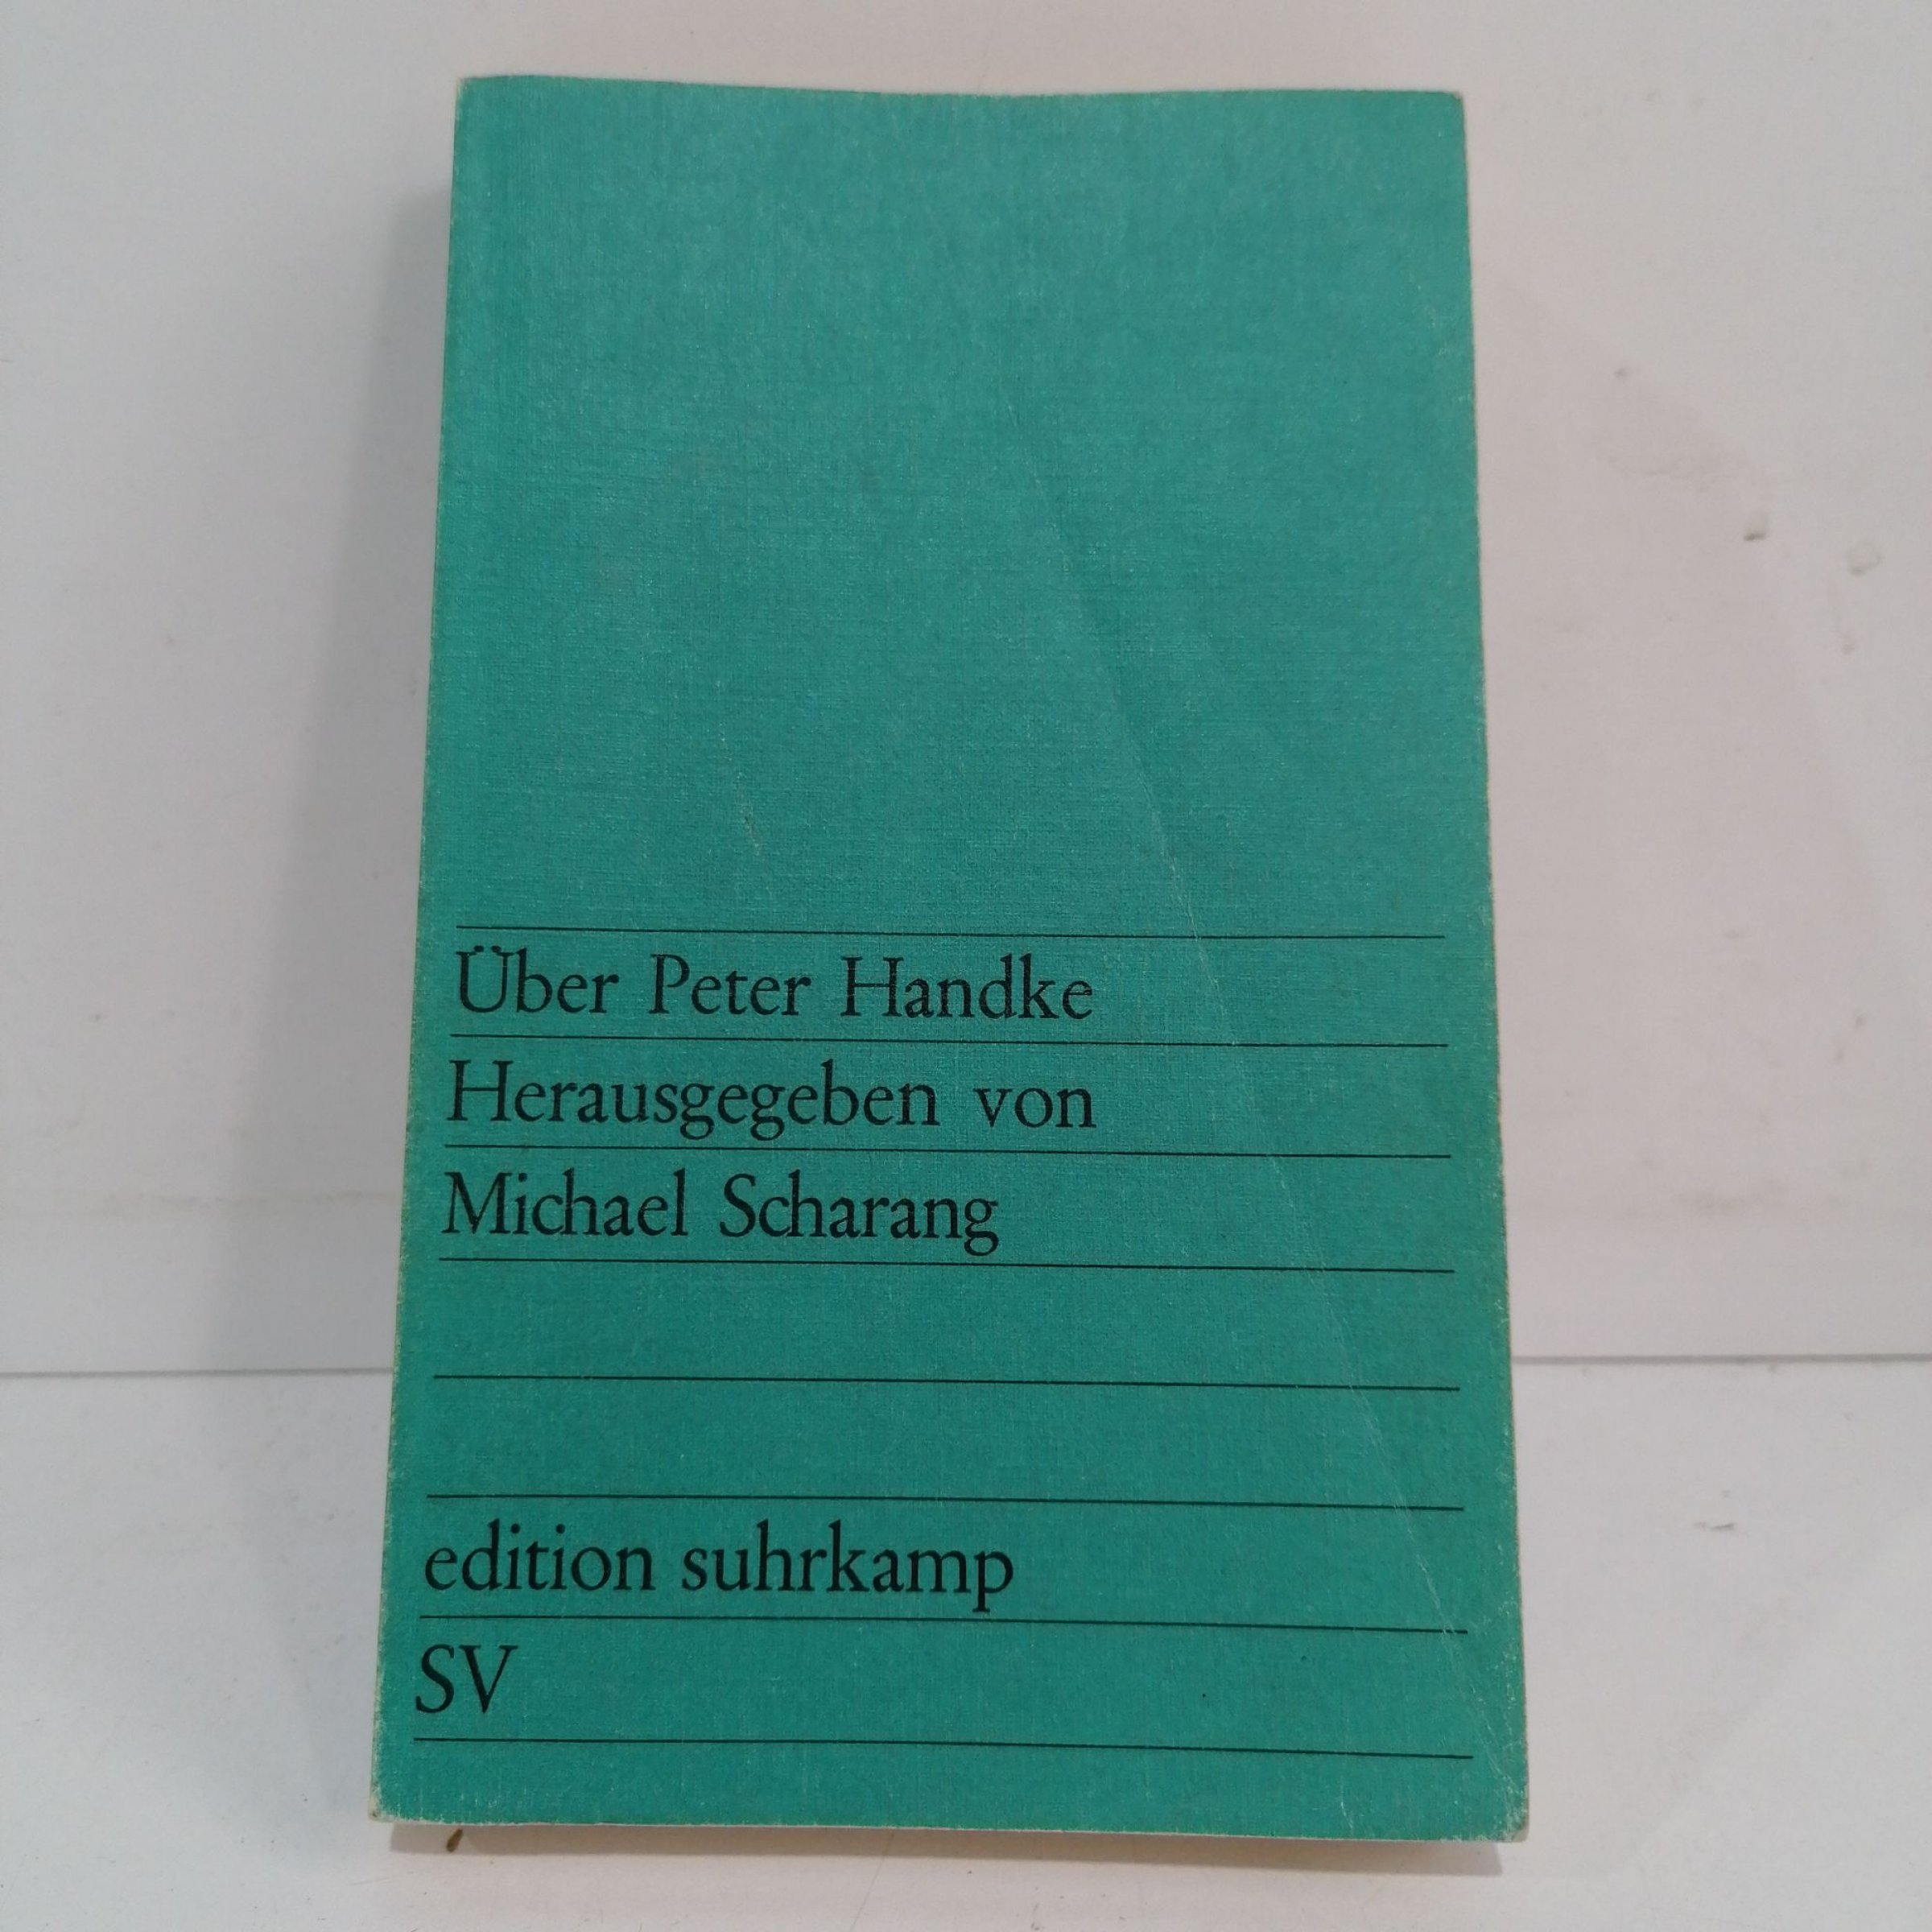 Über Peter Handke
Herausgegeben von
Michael Scharang
edition suhrkamp
SV